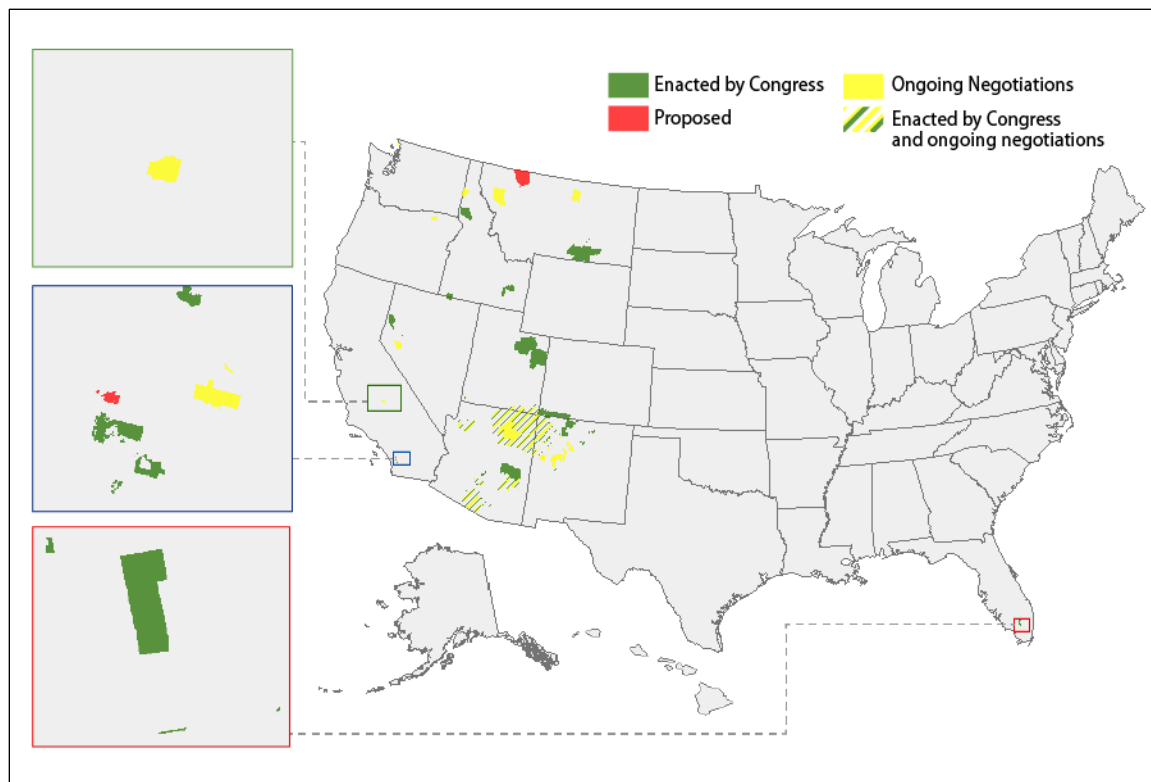 Enacted by Congress
Ongoing Negotiations
Proposed
Enacted by Congress
and ongoing negotiations